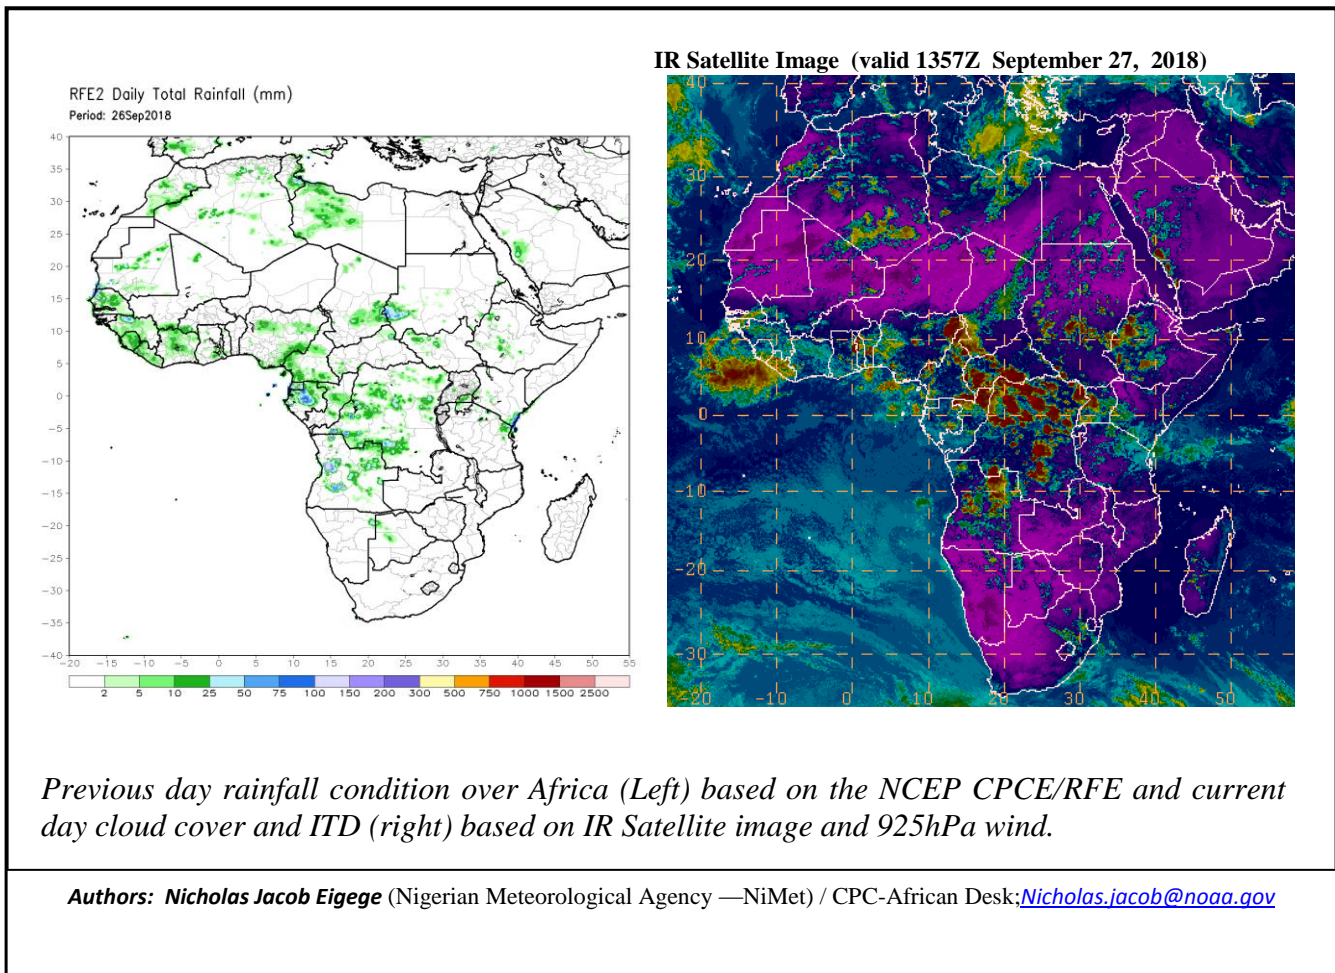 IR Satellite Image (valid 1357Z September 27, 2018)
RFE2 Daily Total Rainfall (mm)
Period: 26Sep2018
40
35
30
25
20
15
10
5
0
−5
−10
−15
−20
−25
−30
−35
−40
−20 −15 −10 −5 0 5 10 15 20 25 30 35 40 45 50 55
2 5 10 25 50 75 100 150 200 300 500 750 1000 1500 2500
40
30
20
10
0
-10
-20
-30
-20 -10 0 10 20 30 40 50
Previous day rainfall condition over Africa (Left) based on the NCEP CPCE/RFE and current
day cloud cover and ITD (right) based on IR Satellite image and 925hPa wind.
Authors: Nicholas Jacob Eigege (Nigerian Meteorological Agency —NiMet) / CPC-African Desk;Nicholas.jacob@noaa.gov